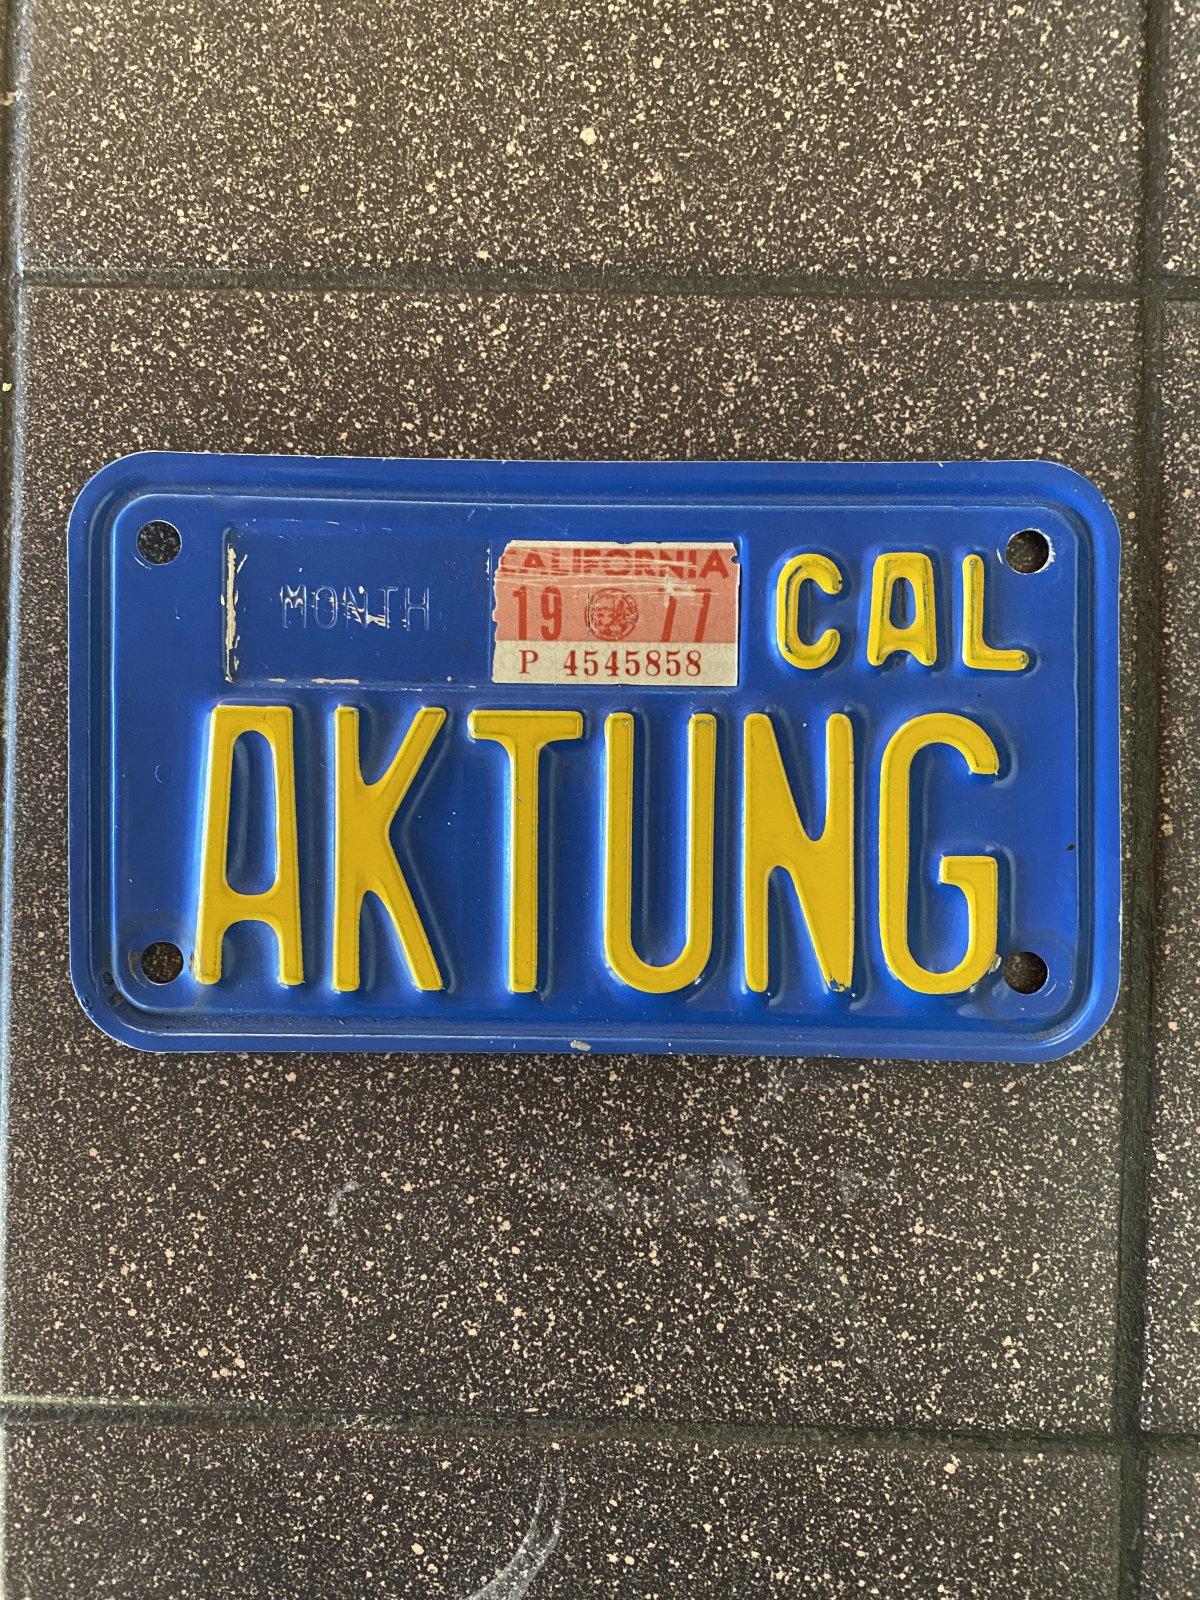 CALIFORNIA
MONTH 19 77 CAL
P 4545858
AKTUNG